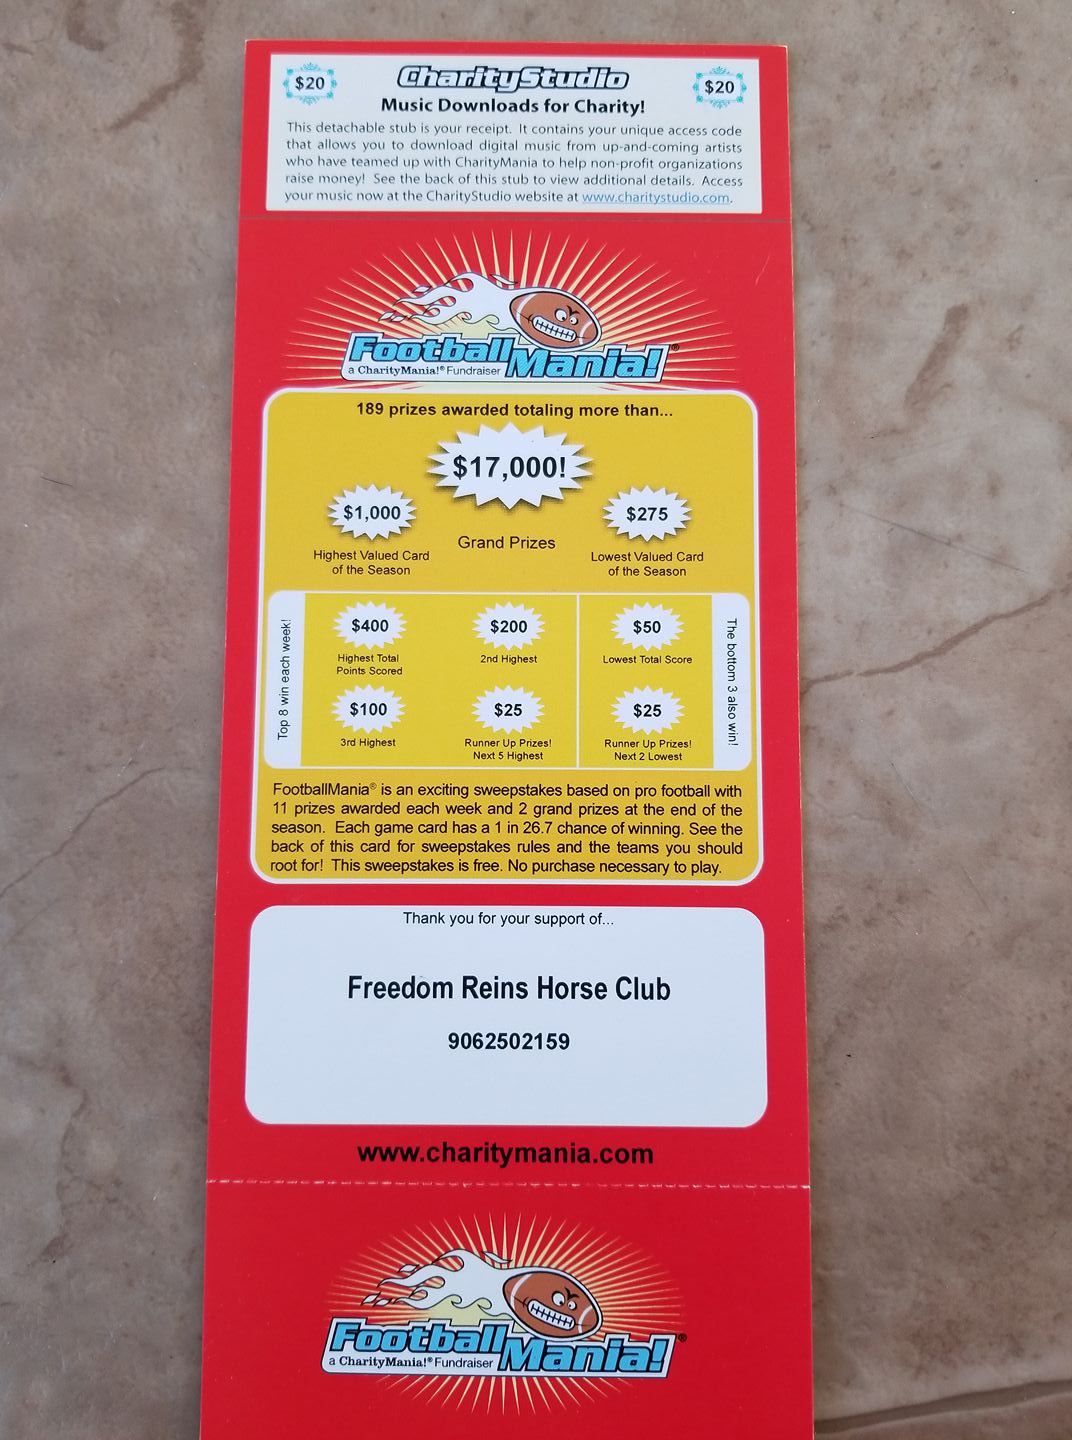 $20
CharityStudio
$20
Music Downloads for Charity!
This detachable stub is your receipt. It contains your unique access code
that allows you to download digital music from up-and-coming artists
who have teamed up with CharityMania to help non-profit organizations
raise money! See the back of this stub to view additional details. Access
your music now at the CharityStudio website at www.charitystudio.com.
FootballMania!®
a CharityMania!® Fundraiser
189 prizes awarded totaling more than...
$17,000!
Grand Prizes
$1,000
Highest Valued Card
of the Season
$275
Lowest Valued Card
of the Season
Top 8 win each week!
$400
Highest Total
Points Scored
$200
2nd Highest
$100
3rd Highest
$25
Runner Up Prizes!
Next 5 Highest
$50
Lowest Total Score
$25
Runner Up Prizes!
Next 2 Lowest
The bottom 3 also win!
FootballMania® is an exciting sweepstakes based on pro football with
11 prizes awarded each week and 2 grand prizes at the end of the
season. Each game card has a 1 in 26.7 chance of winning. See the
back of this card for sweepstakes rules and the teams you should
root for! This sweepstakes is free. No purchase necessary to play.
Thank you for your support of...
Freedom Reins Horse Club
9062502159
www.charitymania.com
FootballMania!®
a CharityMania!® Fundraiser